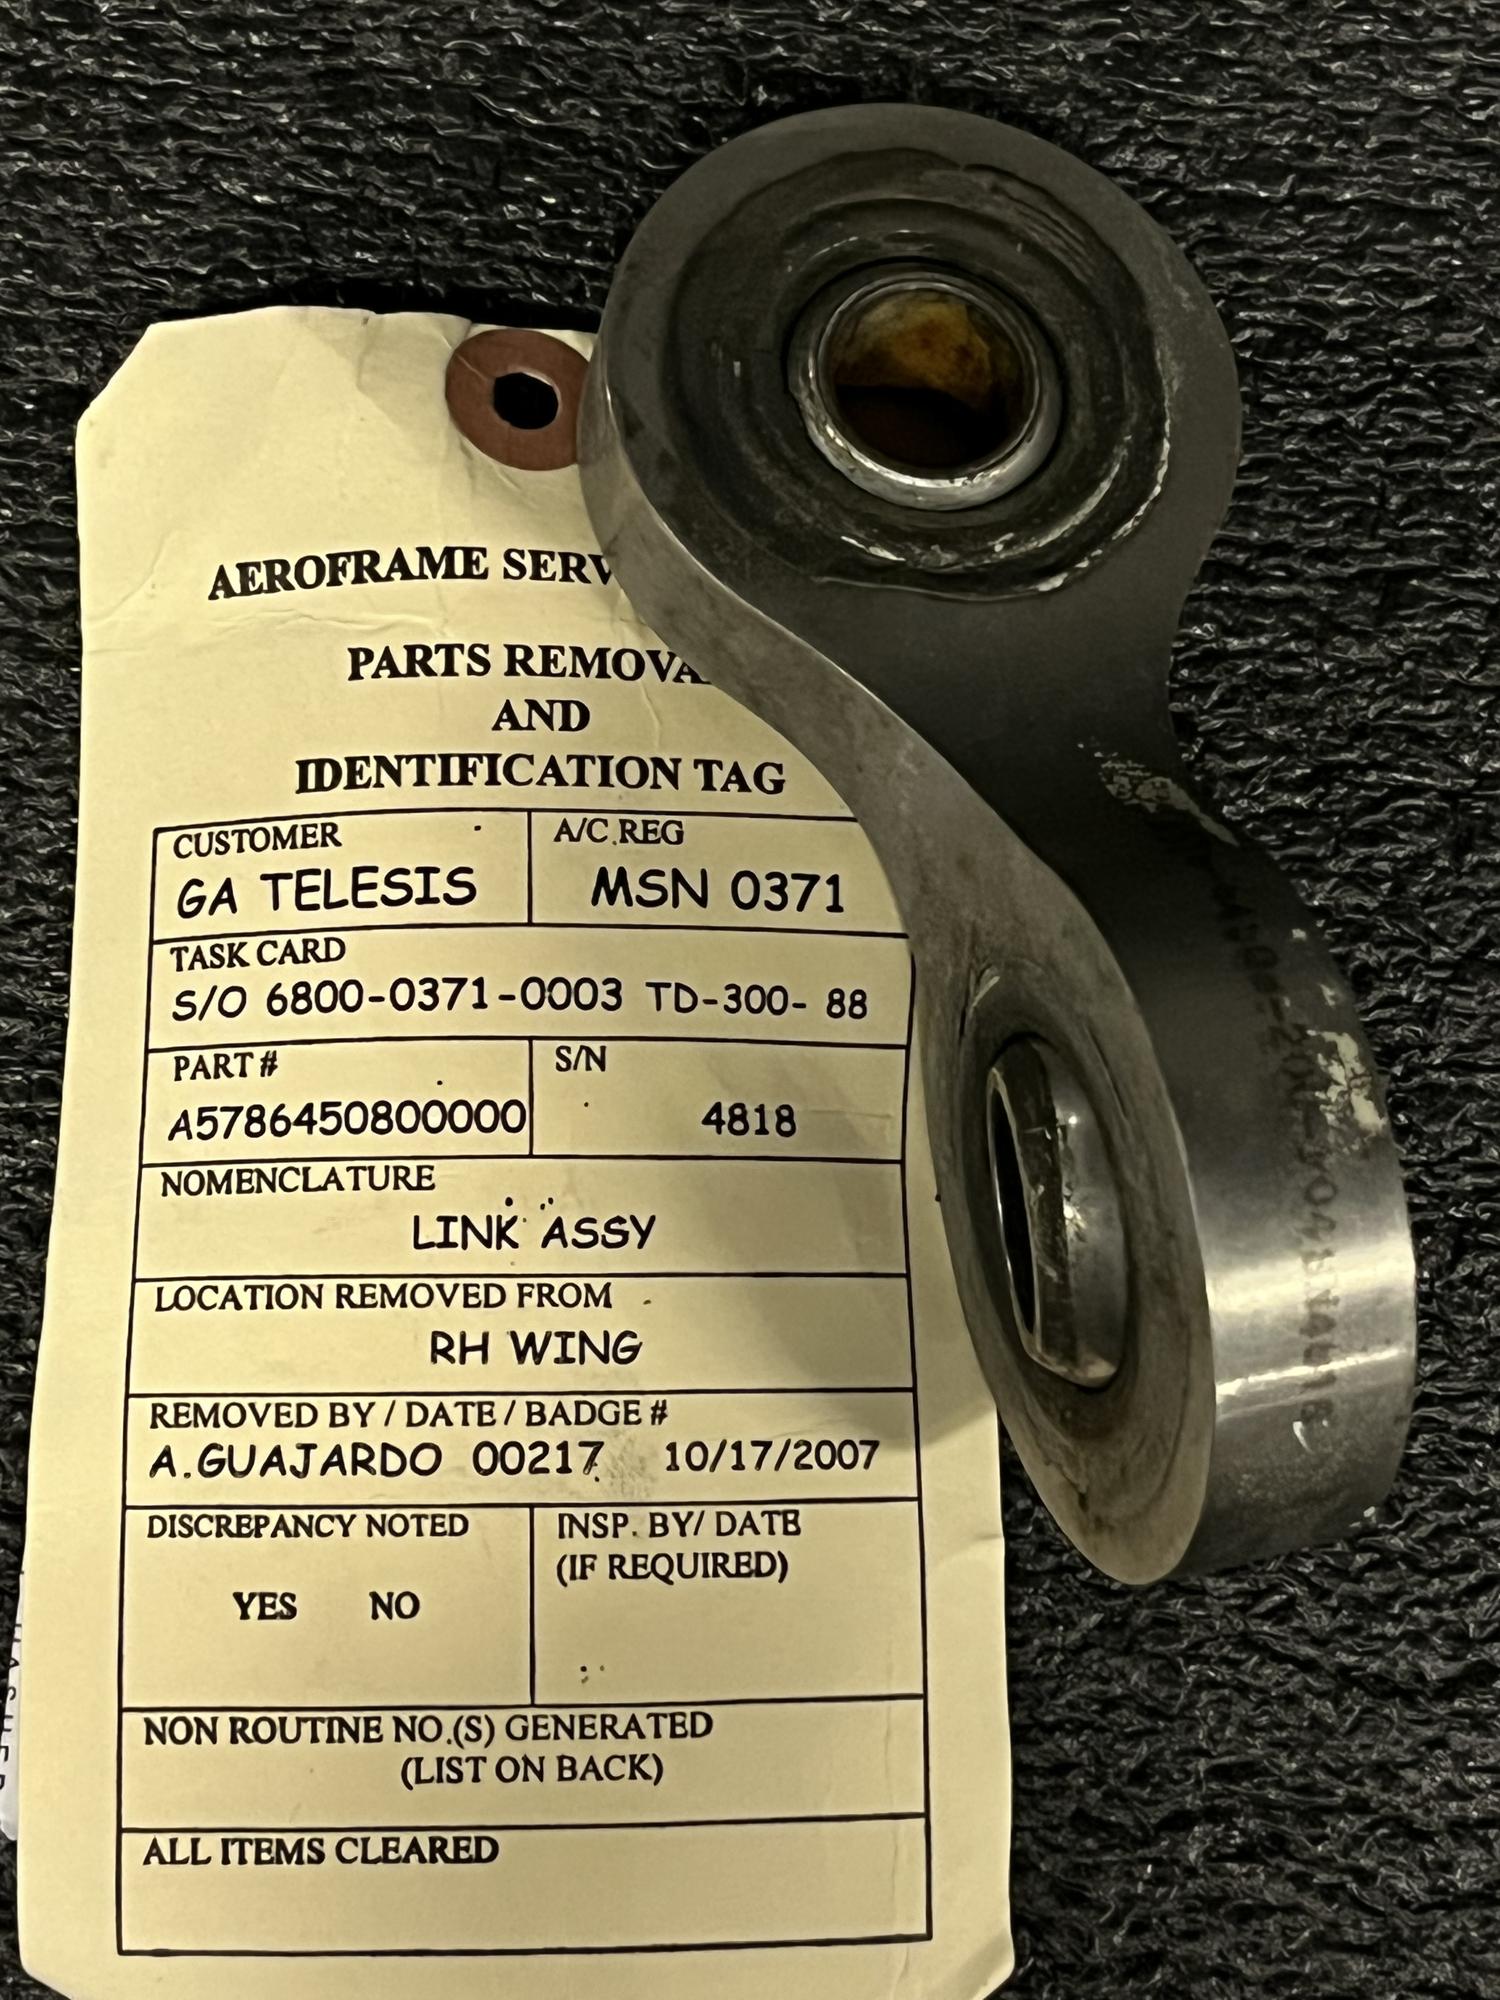 AEROFRAME SERV
PARTS REMOVA
AND
IDENTIFICATION TAG
CUSTOMER
GA TELESIS
A/C REG
MSN 0371
TASK CARD
S/O 6800-0371-0003 TD-300- 88
PART #
A5786450800000
S/N
4818
NOMENCLATURE
LINK ASSY
LOCATION REMOVED FROM
RH WING
REMOVED BY / DATE / BADGE #
A.GUAJARDO 00217 10/17/2007
DISCREPANCY NOTED
YES NO
INSP. BY/ DATE
(IF REQUIRED)
NON ROUTINE NO.(S) GENERATED
(LIST ON BACK)
ALL ITEMS CLEARED